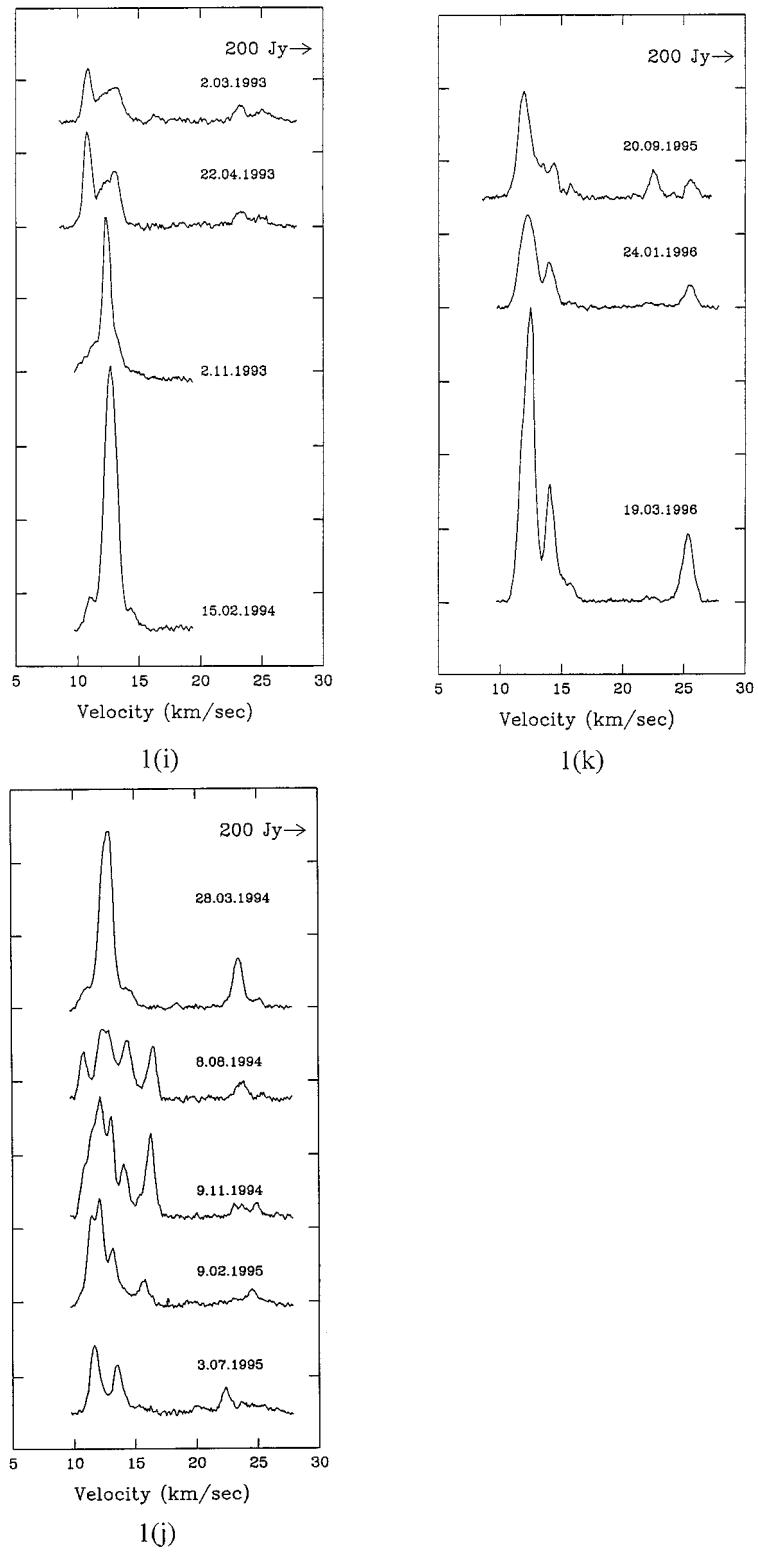 200 Jy→
2.03.1993
22.04.1993
2.11.1993
15.02.1994
5 10 15 20 25 30
Velocity (km/sec)
1(i)
200 Jy→
20.09.1995
24.01.1996
19.03.1996
5 10 15 20 25 30
Velocity (km/sec)
1(k)
200 Jy→
28.03.1994
8.08.1994
9.11.1994
9.02.1995
3.07.1995
5 10 15 20 25 30
Velocity (km/sec)
1(j)